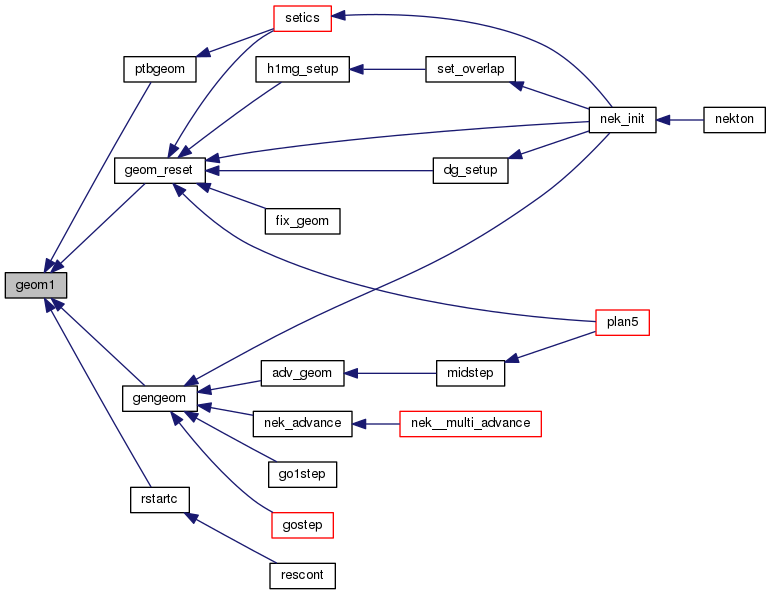 setics
ptbgeom
h1mg_setup
set_overlap
nek_init
nekton
geom_reset
dg_setup
fix_geom
geom1
plan5
adv_geom
midstep
gengeom
nek_advance
nek__multi_advance
go1step
rstartc
gostep
rescont